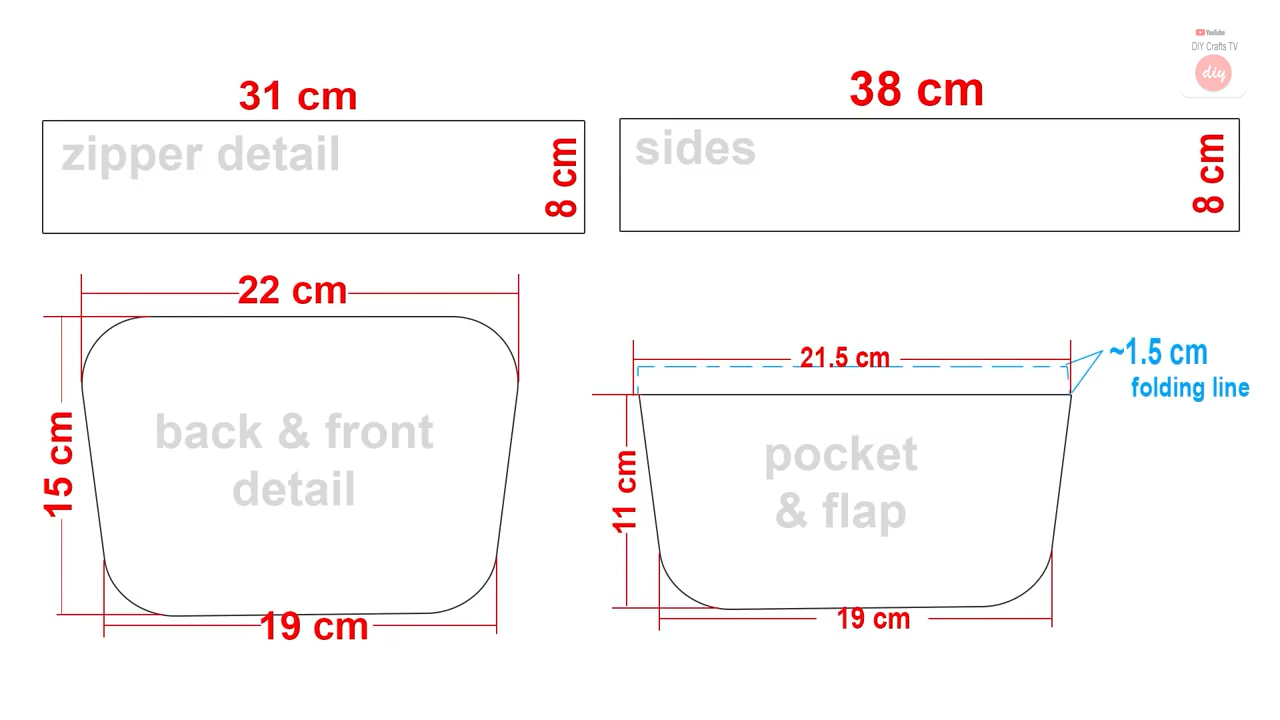 YouTube
DIY Crafts TV
diy
31 cm
zipper detail
8 cm
38 cm
sides
8 cm
22 cm
15 cm
back & front
detail
19 cm
21.5 cm
~1.5 cm
folding line
11 cm
pocket
& flap
19 cm